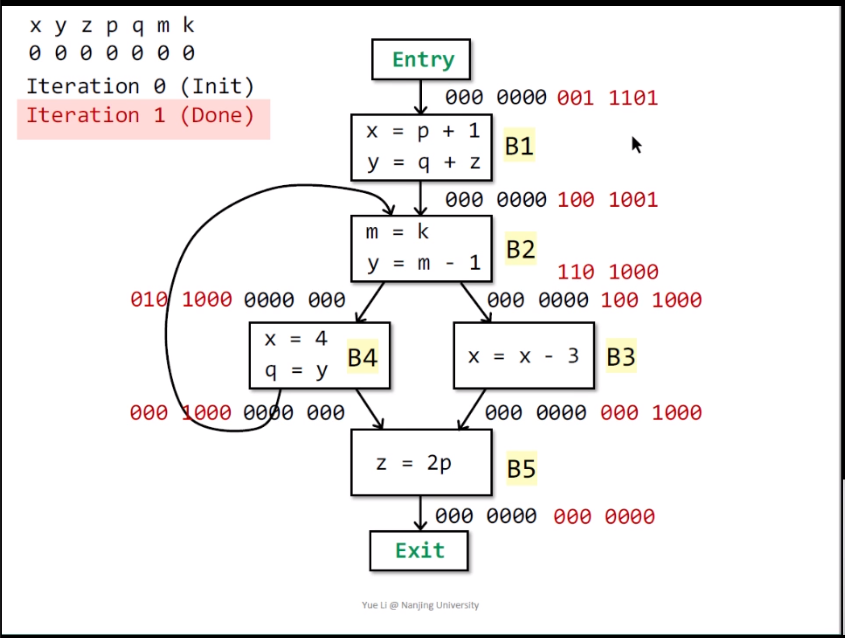 x y z p q m k
0 0 0 0 0 0 0
Iteration 0 (Init)
Iteration 1 (Done)
Entry
000 0000 001 1101
x = p + 1
y = q + z
B1
000 0000 100 1001
m = k
y = m - 1
B2
110 1000
010 1000 0000 000
000 0000 100 1000
x = 4
q = y
B4
x = x - 3
B3
000 1000 0000 000
000 0000 000 1000
z = 2p
B5
000 0000 000 0000
Exit
Yue Li @ Nanjing University